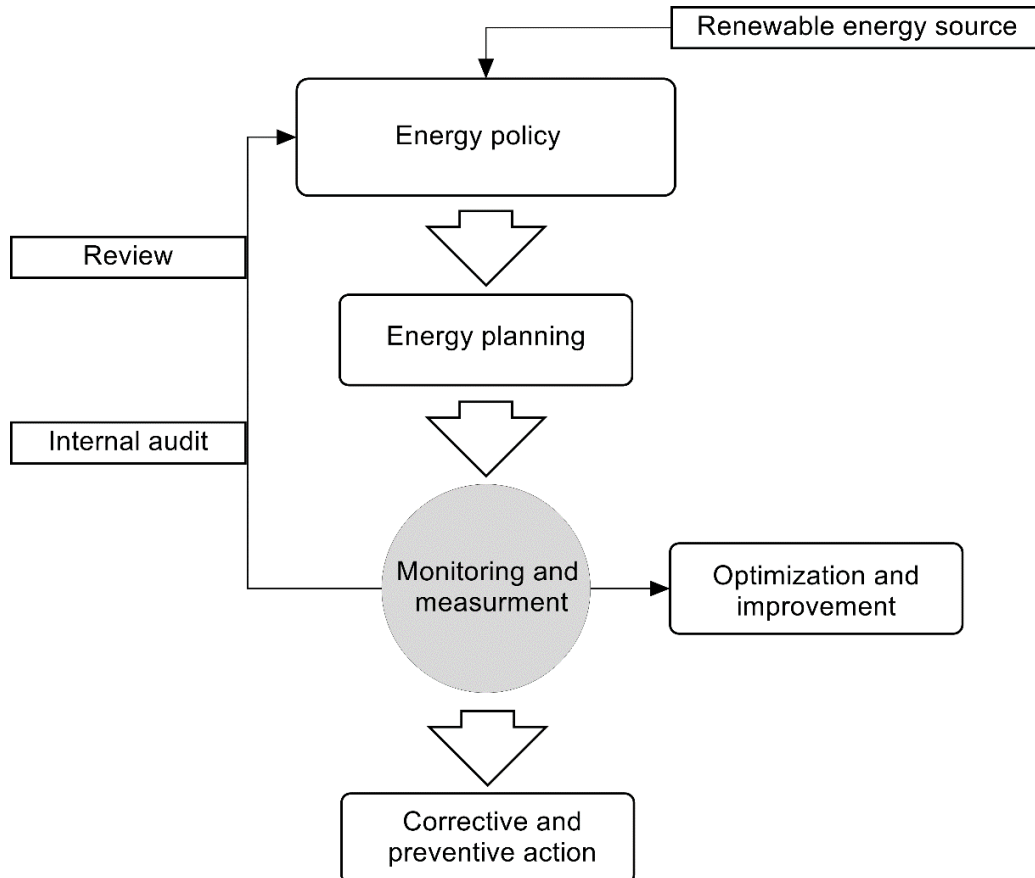 Renewable energy source
Energy policy
Review
Energy planning
Internal audit
Monitoring and
measurment
Optimization and
improvement
Corrective and
preventive action